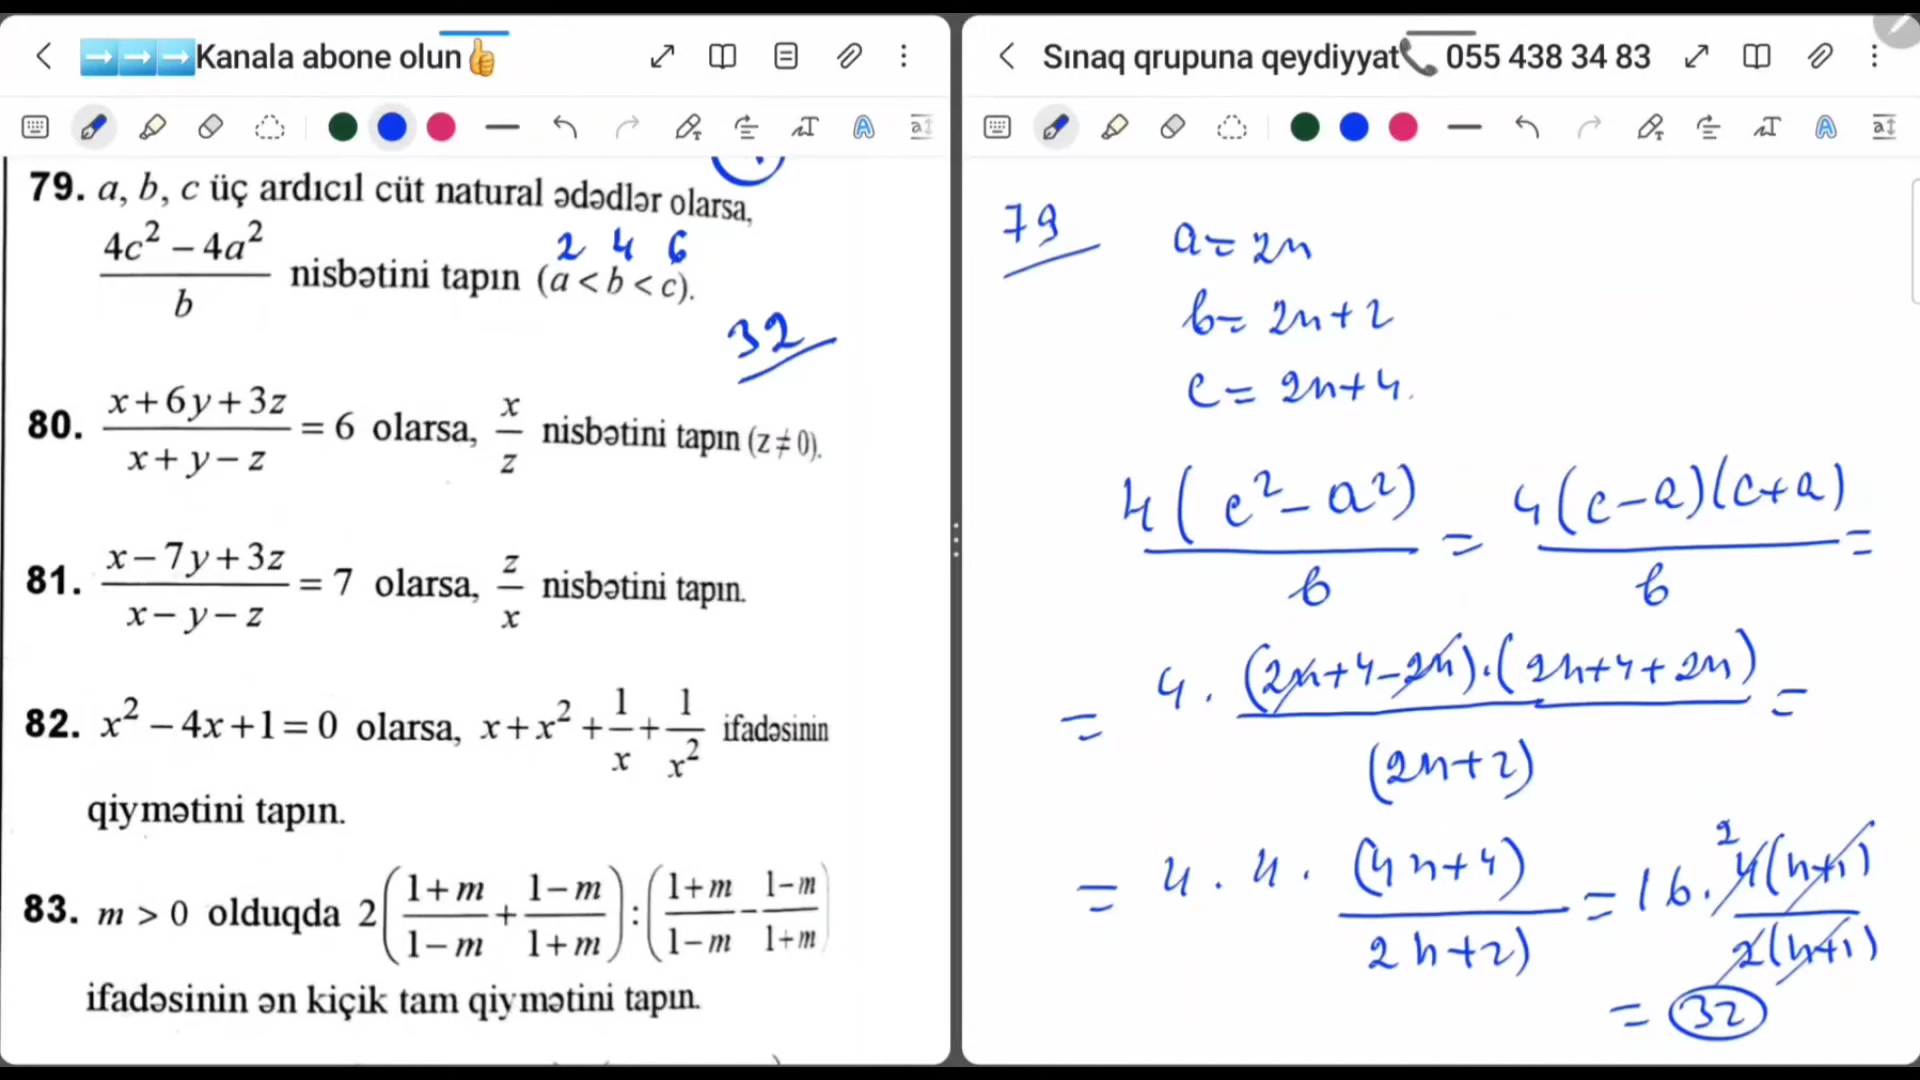 ➡➡➡Kanala abone olun👍
Sınaq qrupuna qeydiyyat📞 055 438 34 83
79. a, b, c üç ardıcıl cüt natural ədədlər olarsa,
(4c² − 4a²)/b nisbətini tapın (a < b < c).
2 4 6
32
80. (x+6y+3z)/(x+y−z) = 6 olarsa, x/z nisbətini tapın (z ≠ 0).
81. (x−7y+3z)/(x−y−z) = 7 olarsa, z/x nisbətini tapın.
82. x² − 4x + 1 = 0 olarsa, x + x² + 1/x + 1/x² ifadəsinin
qiymətini tapın.
83. m > 0 olduqda 2((1+m)/(1−m) + (1−m)/(1+m)) : ((1+m)/(1−m) − (1−m)/(1+m))
ifadəsinin ən kiçik tam qiymətini tapın.
79
a = 2n
b = 2n+2
c = 2n+4.
4(c² − a²)/b = 4(c−a)(c+a)/b =
= 4 · (2n+4−2n)·(2n+4+2n)/(2n+2) =
= 4 · 4 · (4n+4)/2n+2) = 16 · 4(n+1)/2(n+1) 2
= 32